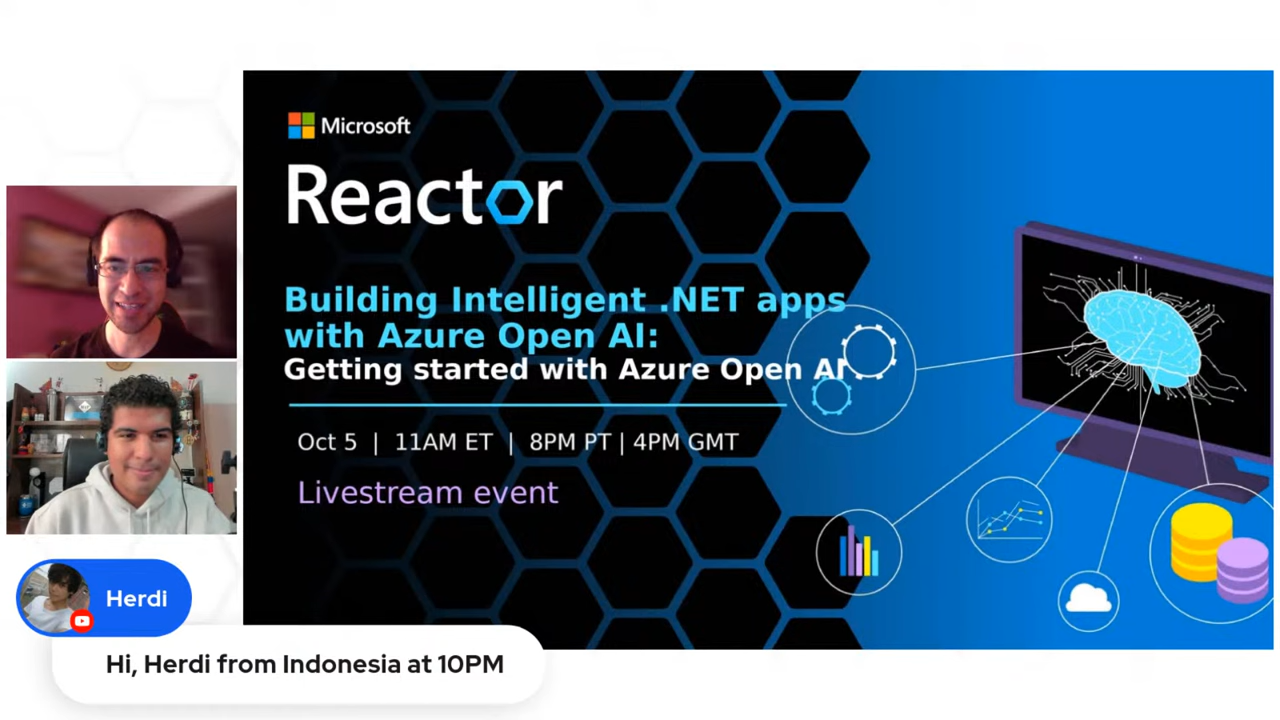 Microsoft
Reactor
Building Intelligent .NET apps
with Azure Open AI:
Getting started with Azure Open AI
Oct 5 | 11AM ET | 8PM PT | 4PM GMT
Livestream event
Herdi
Hi, Herdi from Indonesia at 10PM